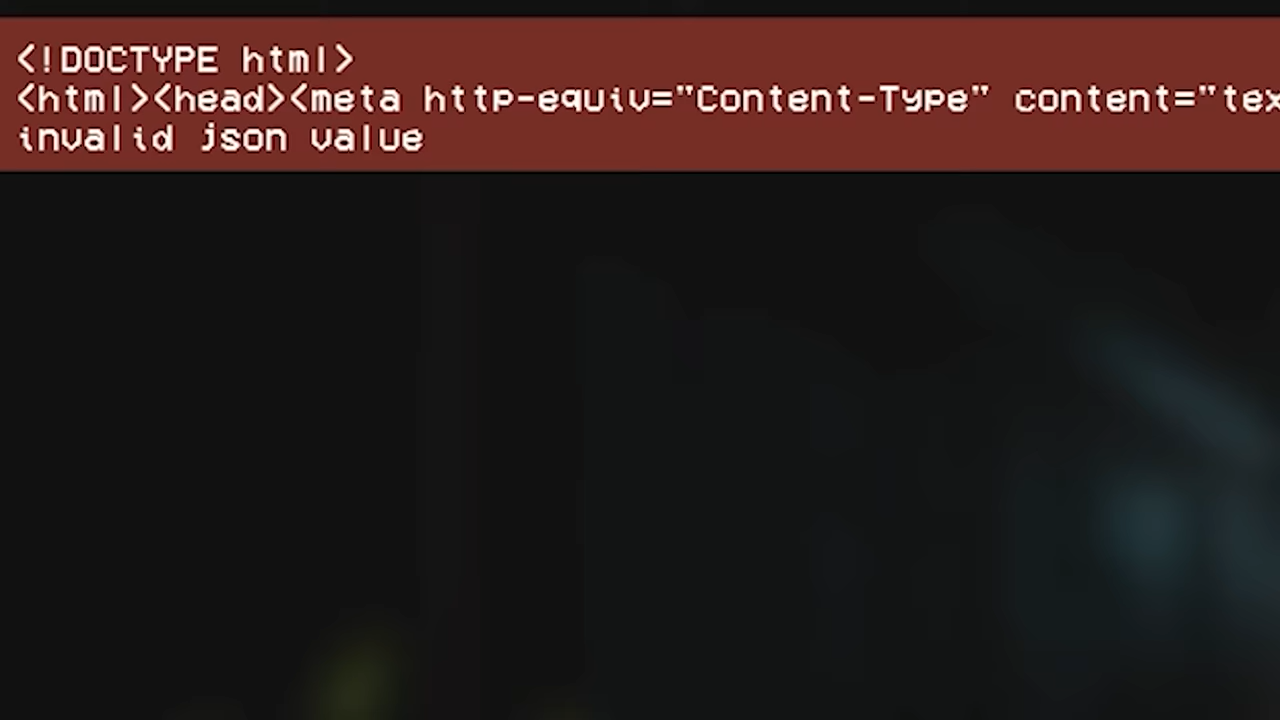 <!DOCTYPE html>
<html><head><meta http-equiv="Content-Type" content="tex
invalid json value